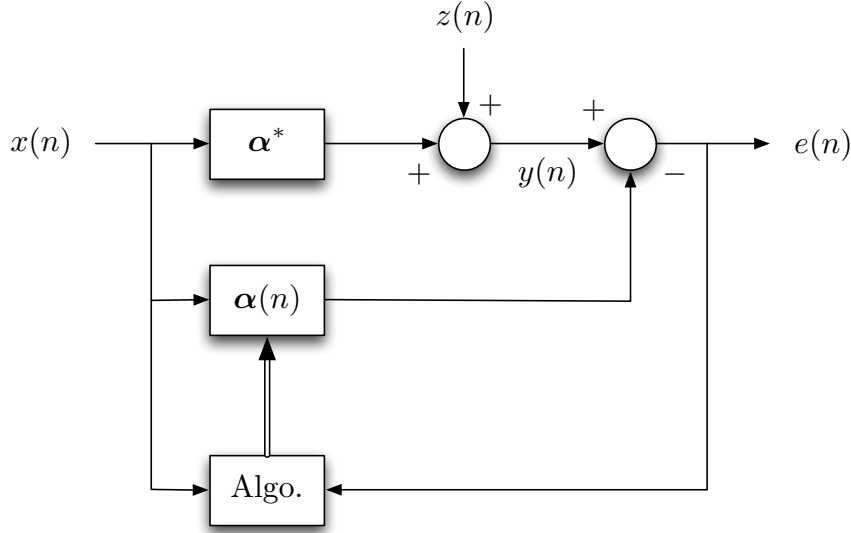 z(n)
x(n)
α*
+
+
+
−
y(n)
e(n)
α(n)
Algo.